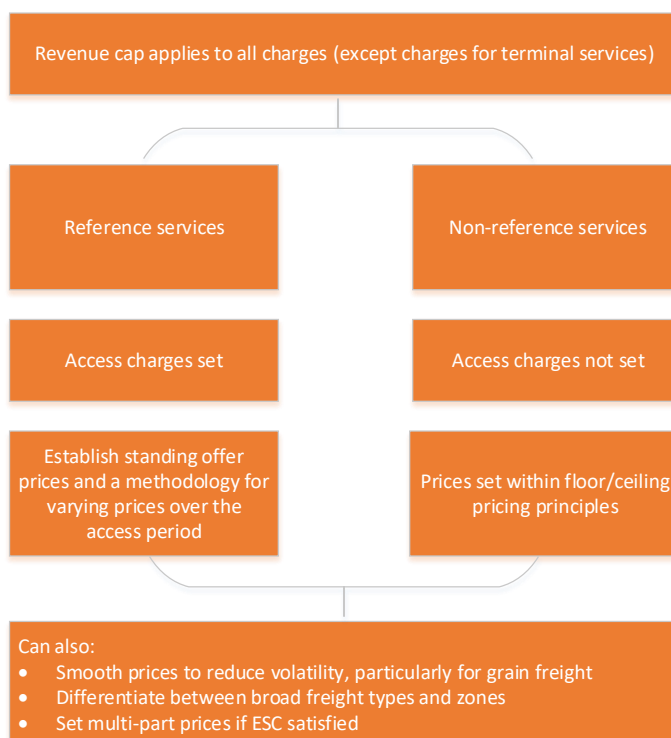 Revenue cap applies to all charges (except charges for terminal services)
Reference services
Non-reference services
Access charges set
Access charges not set
Establish standing offer
prices and a methodology for
varying prices over the
access period
Prices set within floor/ceiling
pricing principles
Can also:
• Smooth prices to reduce volatility, particularly for grain freight
• Differentiate between broad freight types and zones
• Set multi-part prices if ESC satisfied